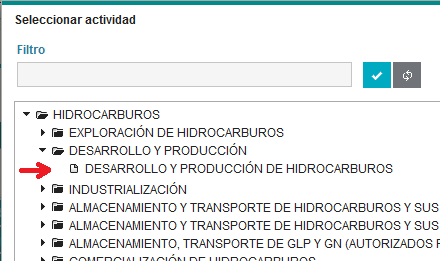 Seleccionar actividad
Filtro
HIDROCARBUROS
EXPLORACIÓN DE HIDROCARBUROS
DESARROLLO Y PRODUCCIÓN
DESARROLLO Y PRODUCCIÓN DE HIDROCARBUROS
INDUSTRIALIZACIÓN
ALMACENAMIENTO Y TRANSPORTE DE HIDROCARBUROS Y SUS
ALMACENAMIENTO Y TRANSPORTE DE HIDROCARBUROS Y SUS
ALMACENAMIENTO, TRANSPORTE DE GLP Y GN (AUTORIZADOS
COMERCIALIZACIÓN DE HIDROCARBUROS